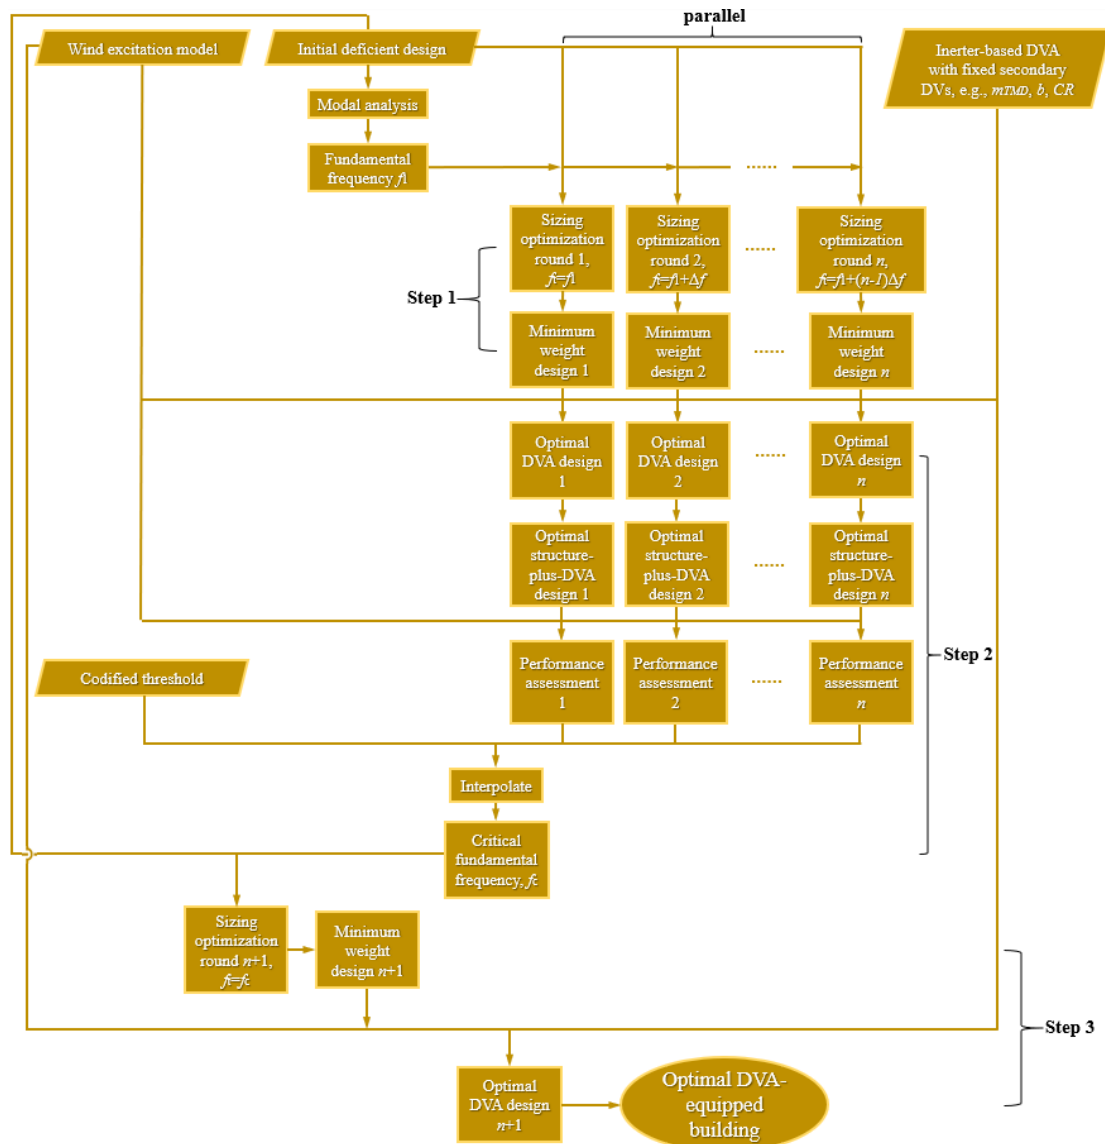 parallel
Wind excitation model
Initial deficient design
Inerter-based DVA
with fixed secondary
DVs, e.g., mTMD, b, CR
Modal analysis
Fundamental
frequency f1
......
Sizing
optimization
round 1,
ft=f1
Sizing
optimization
round 2,
ft=f1+Δf
......
Sizing
optimization
round n,
ft=f1+(n-1)Δf
Step 1
Minimum
weight
design 1
Minimum
weight
design 2
......
Minimum
weight
design n
Optimal
DVA design
1
Optimal
DVA design
2
......
Optimal
DVA design
n
Optimal
structure-
plus-DVA
design 1
Optimal
structure-
plus-DVA
design 2
......
Optimal
structure-
plus-DVA
design n
Step 2
Codified threshold
Performance
assessment
1
Performance
assessment
2
......
Performance
assessment
n
Interpolate
Critical
fundamental
frequency, fc
Sizing
optimization
round n+1,
ft=fc
Minimum
weight
design n+1
Step 3
Optimal
DVA design
n+1
Optimal DVA-
equipped
building